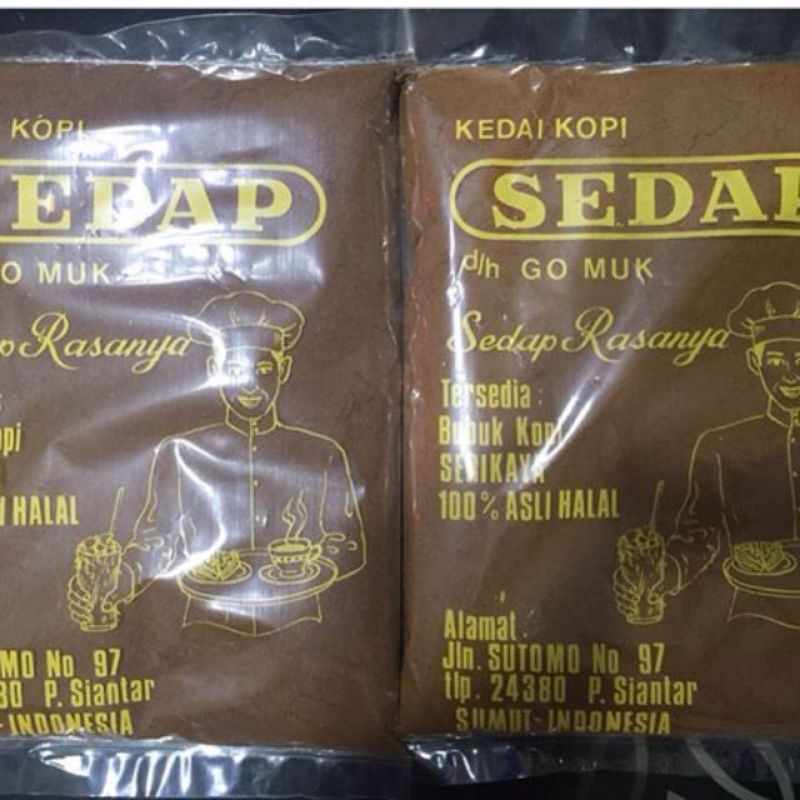 KOPI
EDAP
O MUK
p Rasanya
:
opi
HALAL
MO No 97
80 P. Siantar
- INDONESIA
KEDAI KOPI
SEDAP
d/h GO MUK
Sedap Rasanya
Tersedia :
Bubuk Kopi
SERIKAYA
100% ASLI HALAL
Alamat :
Jln. SUTOMO No 97
tlp. 24380 P. Siantar
SUMUT - INDONESIA